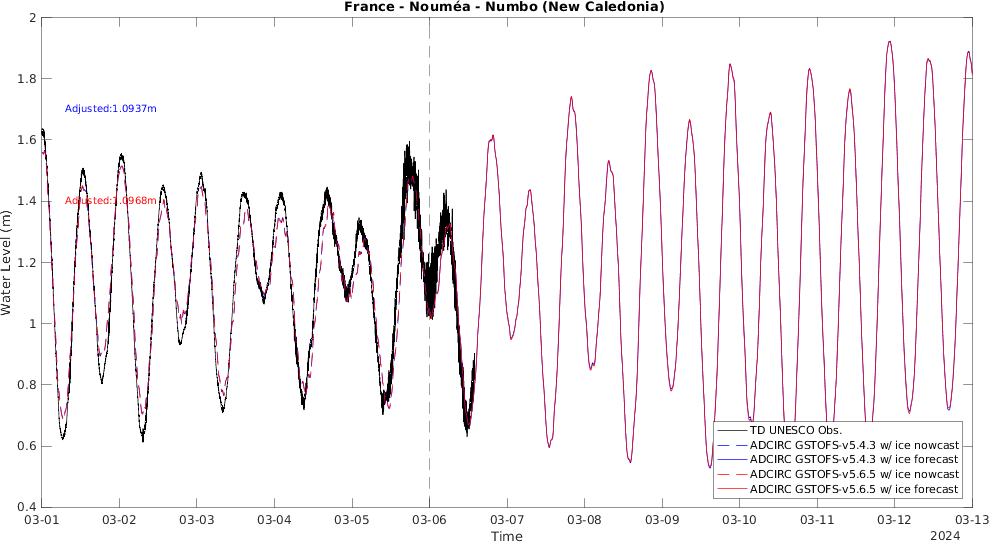 France - Nouméa - Numbo (New Caledonia)
Water Level (m)
2
1.8
1.6
1.4
1.2
1
0.8
0.6
0.4
Adjusted:1.0937m
Adjusted:1.0968m
TD UNESCO Obs.
ADCIRC GSTOFS-v5.4.3 w/ ice nowcast
ADCIRC GSTOFS-v5.4.3 w/ ice forecast
ADCIRC GSTOFS-v5.6.5 w/ ice nowcast
ADCIRC GSTOFS-v5.6.5 w/ ice forecast
03-01 03-02 03-03 03-04 03-05 03-06 03-07 03-08 03-09 03-10 03-11 03-12 03-13
Time
2024